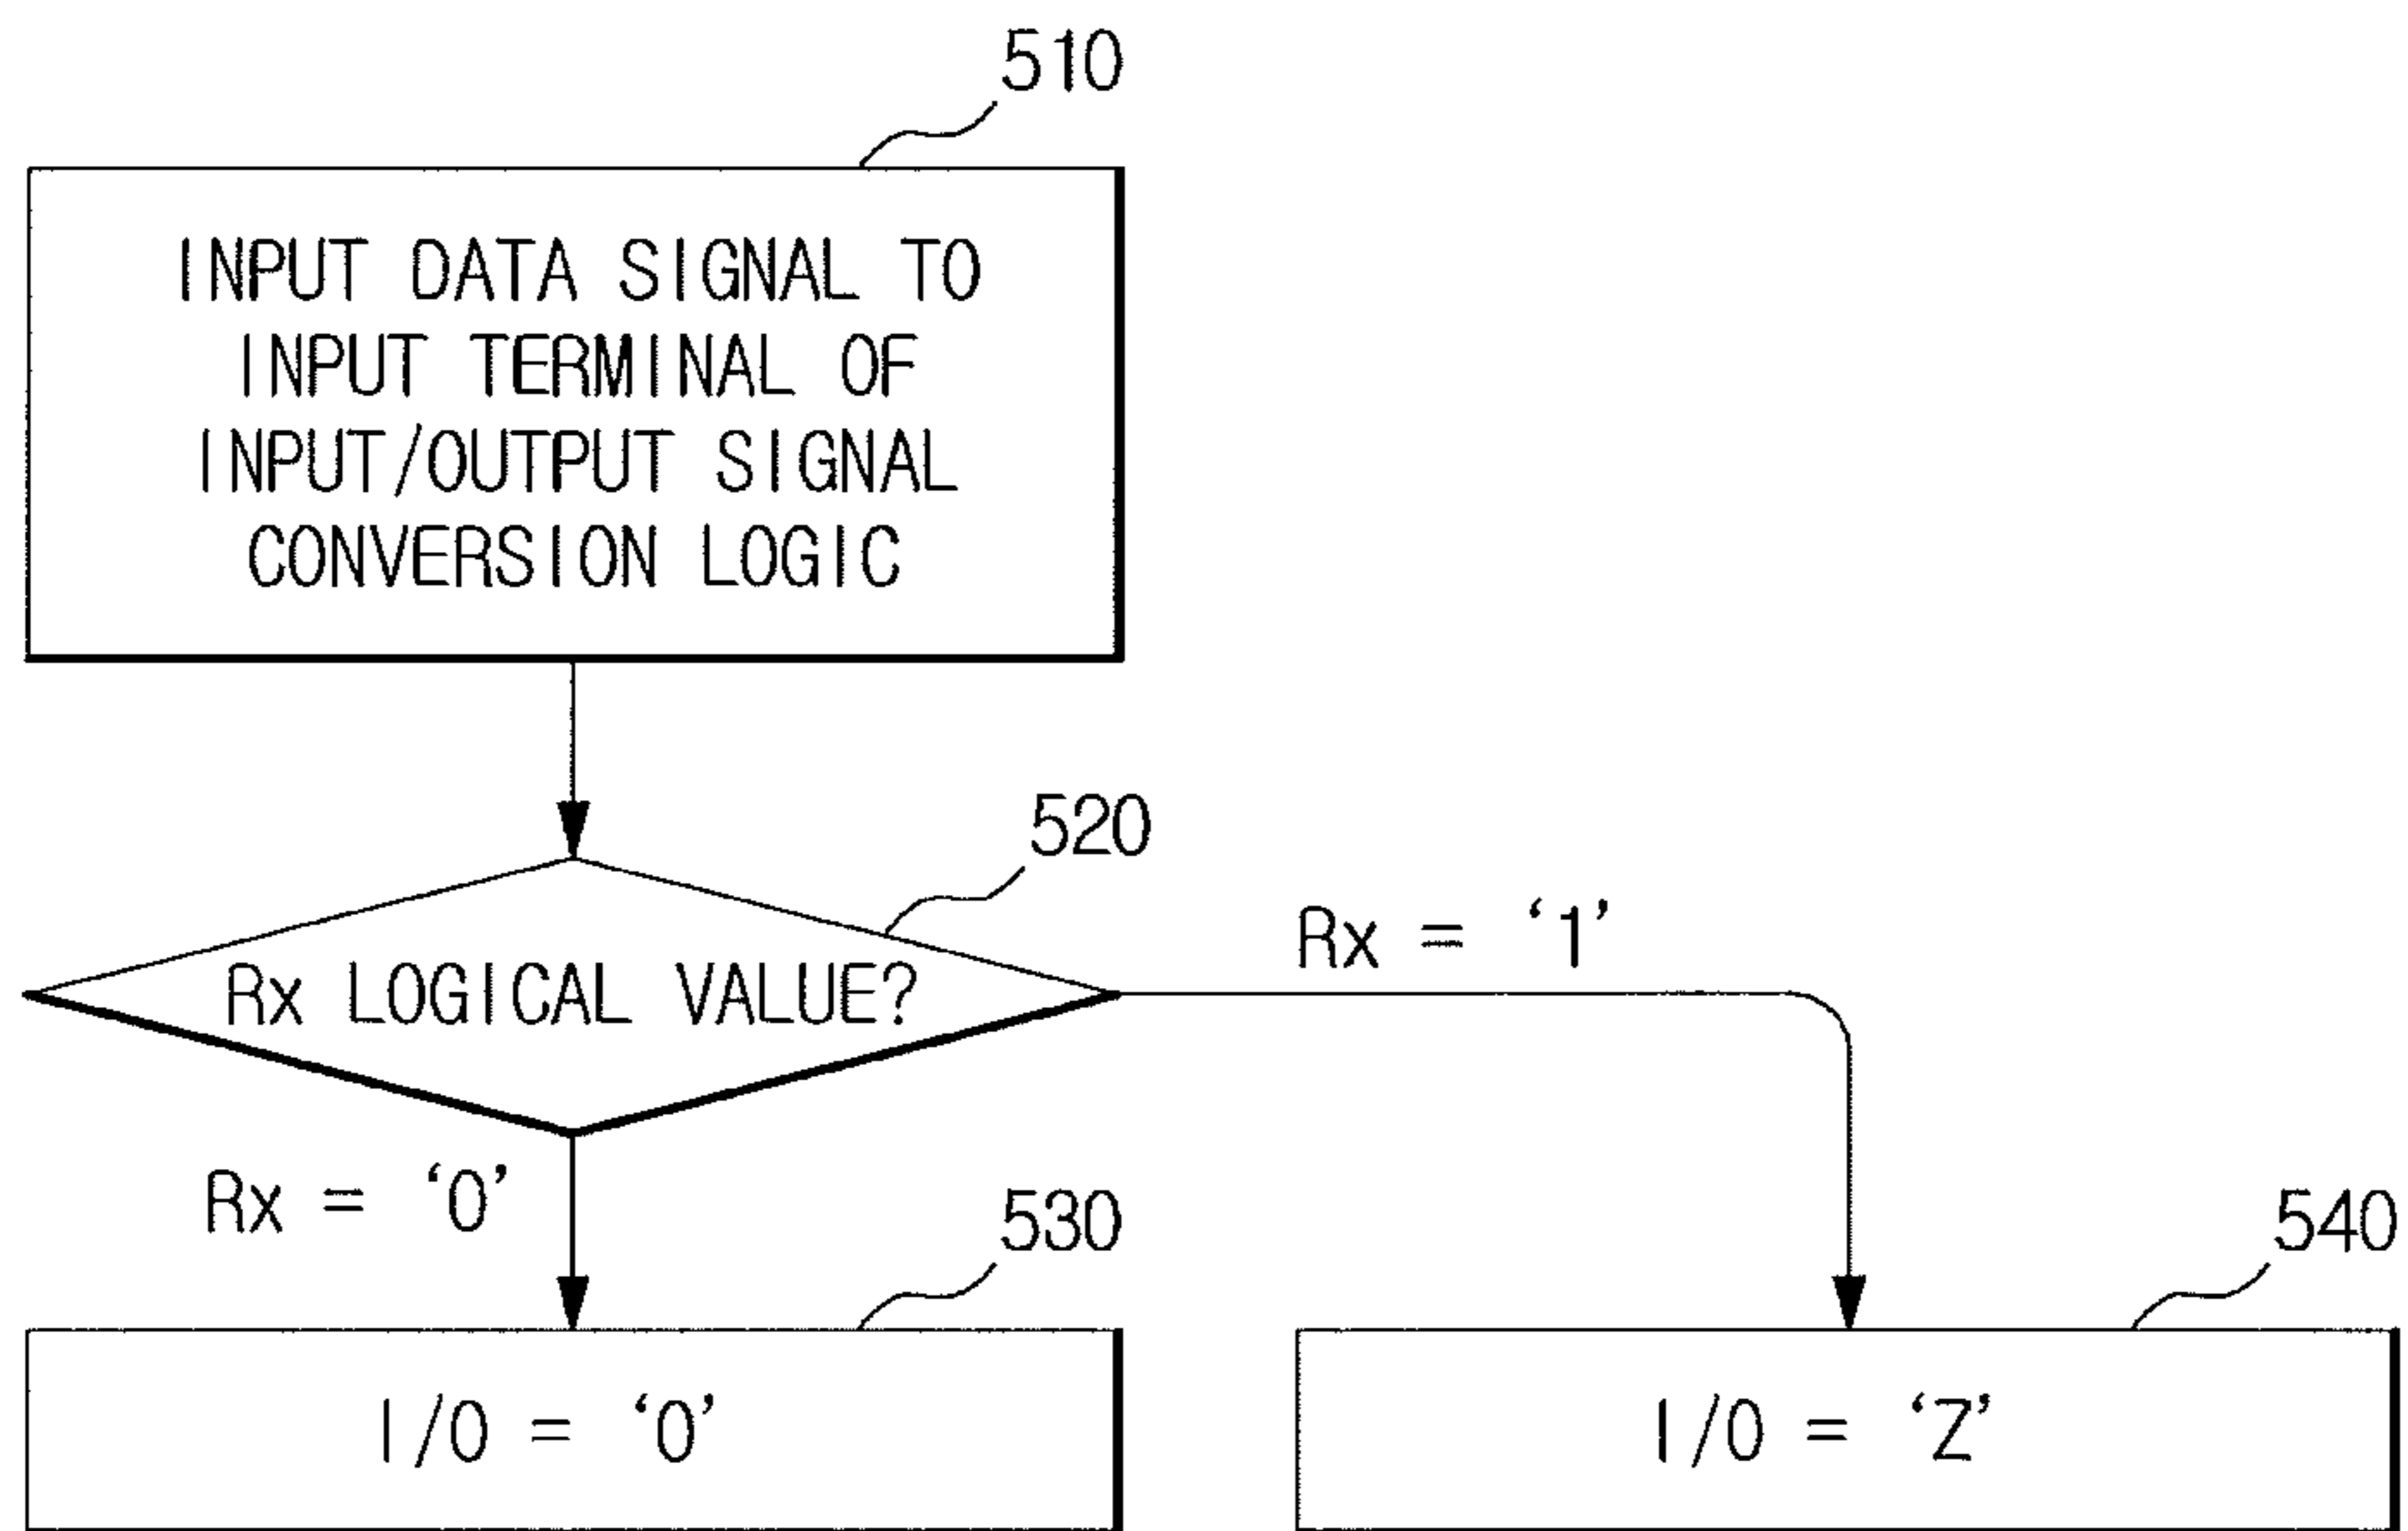 510
INPUT DATA SIGNAL TO
INPUT TERMINAL OF
INPUT/OUTPUT SIGNAL
CONVERSION LOGIC
520
Rx LOGICAL VALUE?
Rx = ‘1’
Rx = ‘0’
530
540
I/O = ‘0’
I/O = ‘Z’